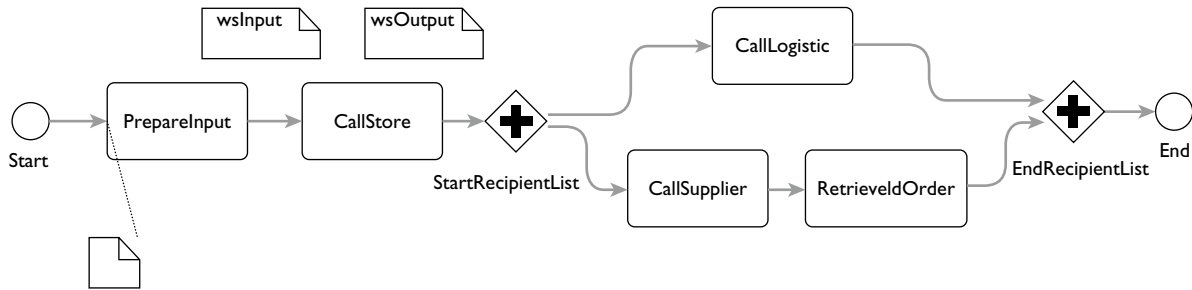 wsInput
wsOutput
CallLogistic
PrepareInput
CallStore
Start
StartRecipientList
EndRecipientList
End
CallSupplier
RetrieveIdOrder